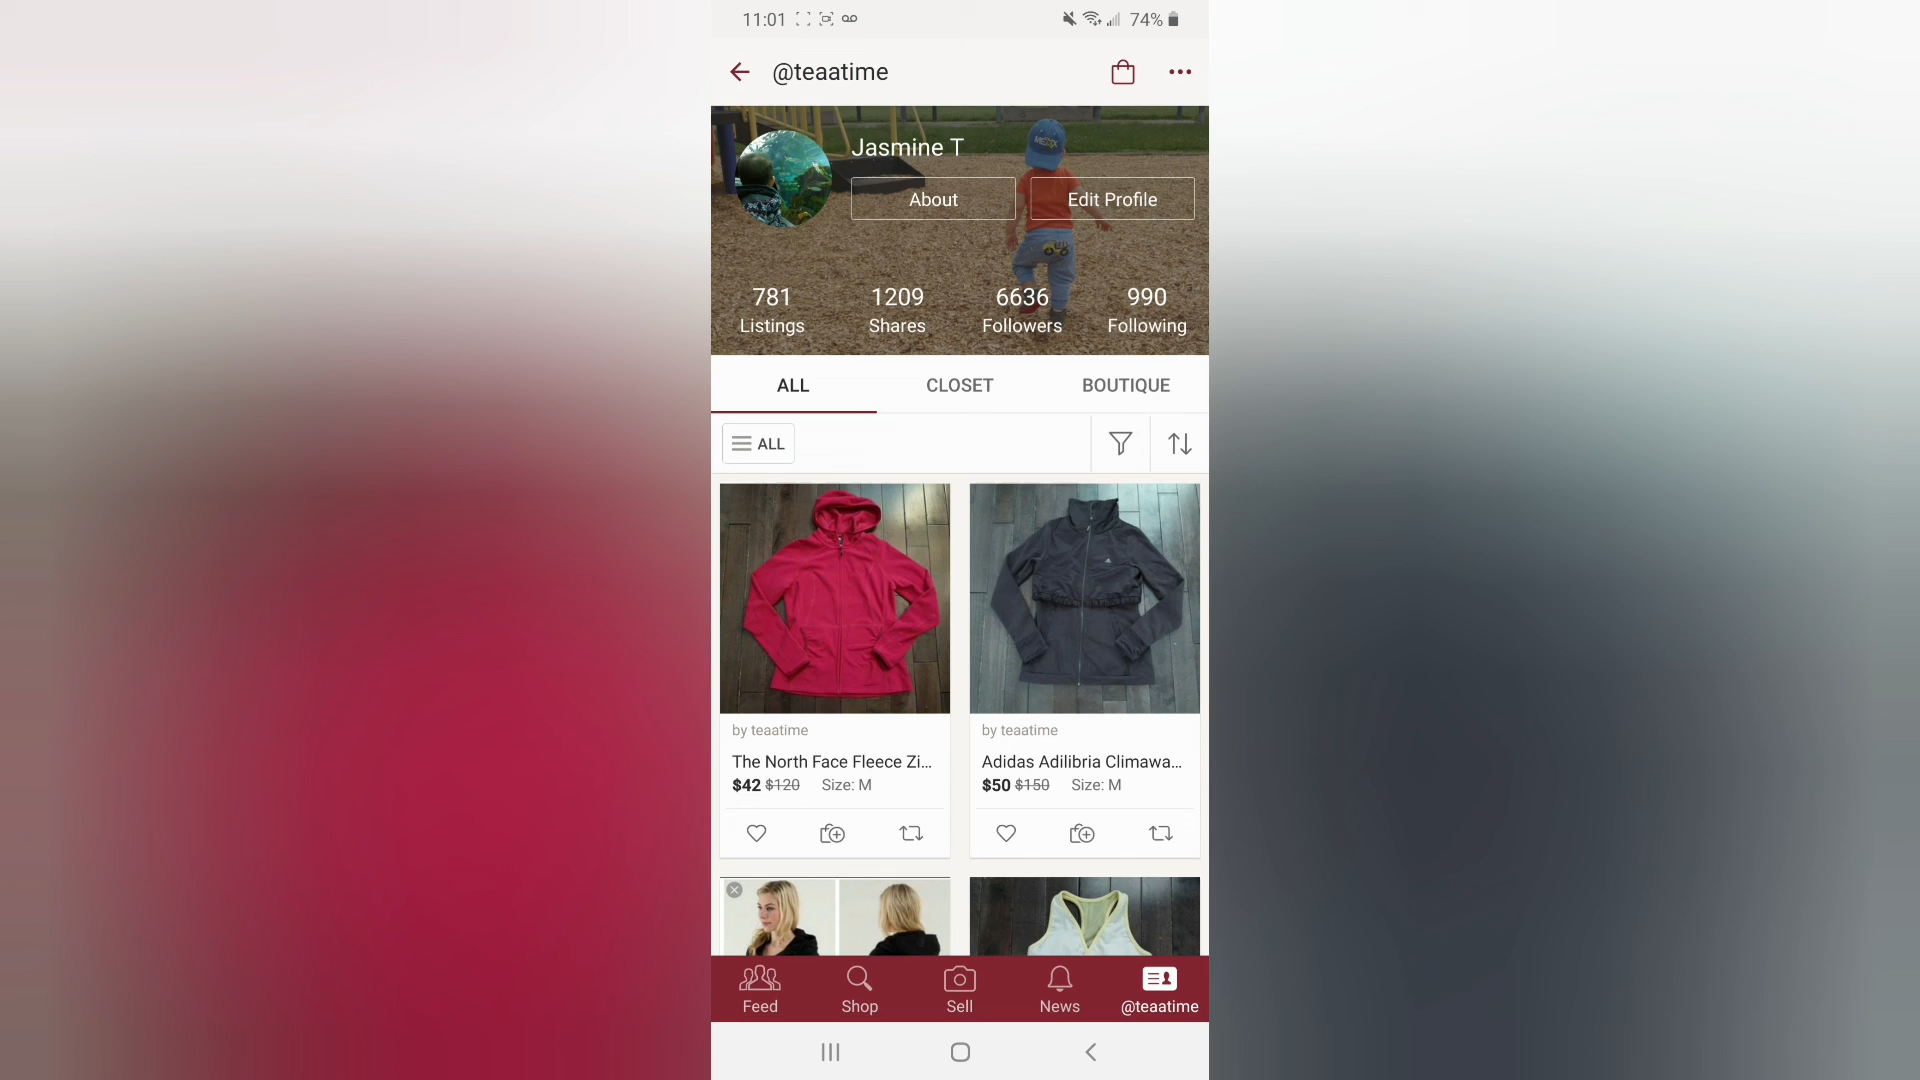 11:01 74%
@teaatime
Jasmine T
About Edit Profile
781 1209 6636 990
Listings Shares Followers Following
ALL CLOSET BOUTIQUE
ALL
by teaatime by teaatime
The North Face Fleece Zi... Adidas Adilibria Climawa...
$42 $120 Size: M $50 $150 Size: M
Feed Shop Sell News @teaatime